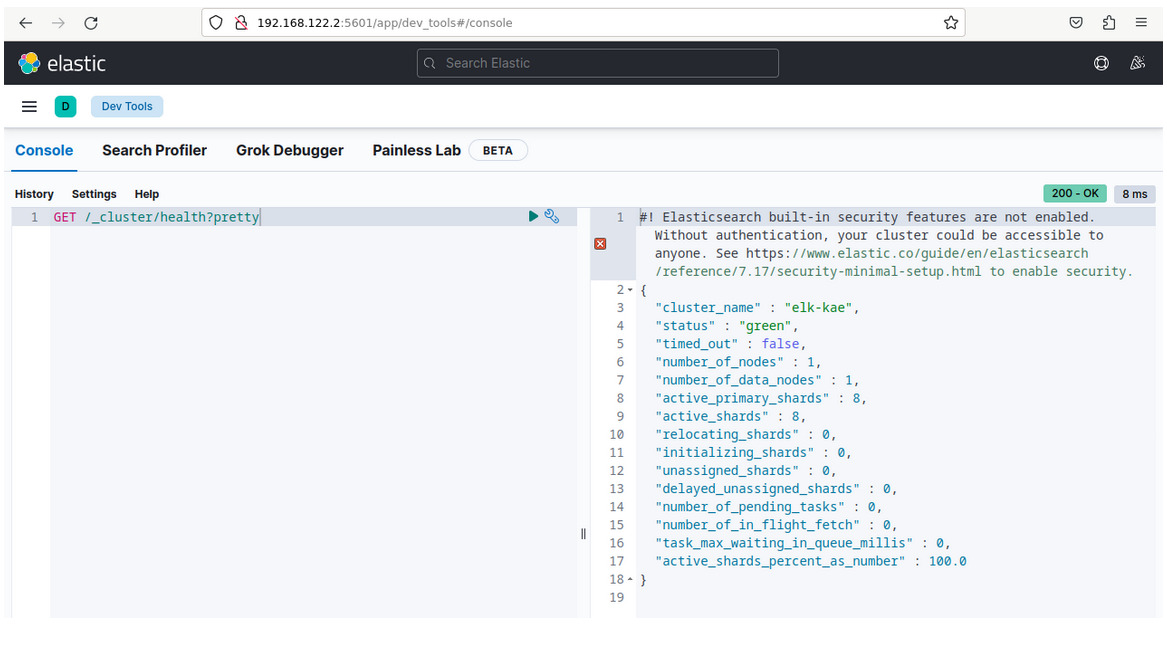 192.168.122.2:5601/app/dev_tools#/console
elastic
Search Elastic
D
Dev Tools
Console Search Profiler Grok Debugger Painless Lab BETA
History Settings Help
200 - OK 8 ms
1 GET /_cluster/health?pretty
1 #! Elasticsearch built-in security features are not enabled.
Without authentication, your cluster could be accessible to
anyone. See https://www.elastic.co/guide/en/elasticsearch
/reference/7.17/security-minimal-setup.html to enable security.
2 {
3 "cluster_name" : "elk-kae",
4 "status" : "green",
5 "timed_out" : false,
6 "number_of_nodes" : 1,
7 "number_of_data_nodes" : 1,
8 "active_primary_shards" : 8,
9 "active_shards" : 8,
10 "relocating_shards" : 0,
11 "initializing_shards" : 0,
12 "unassigned_shards" : 0,
13 "delayed_unassigned_shards" : 0,
14 "number_of_pending_tasks" : 0,
15 "number_of_in_flight_fetch" : 0,
16 "task_max_waiting_in_queue_millis" : 0,
17 "active_shards_percent_as_number" : 100.0
18 }
19